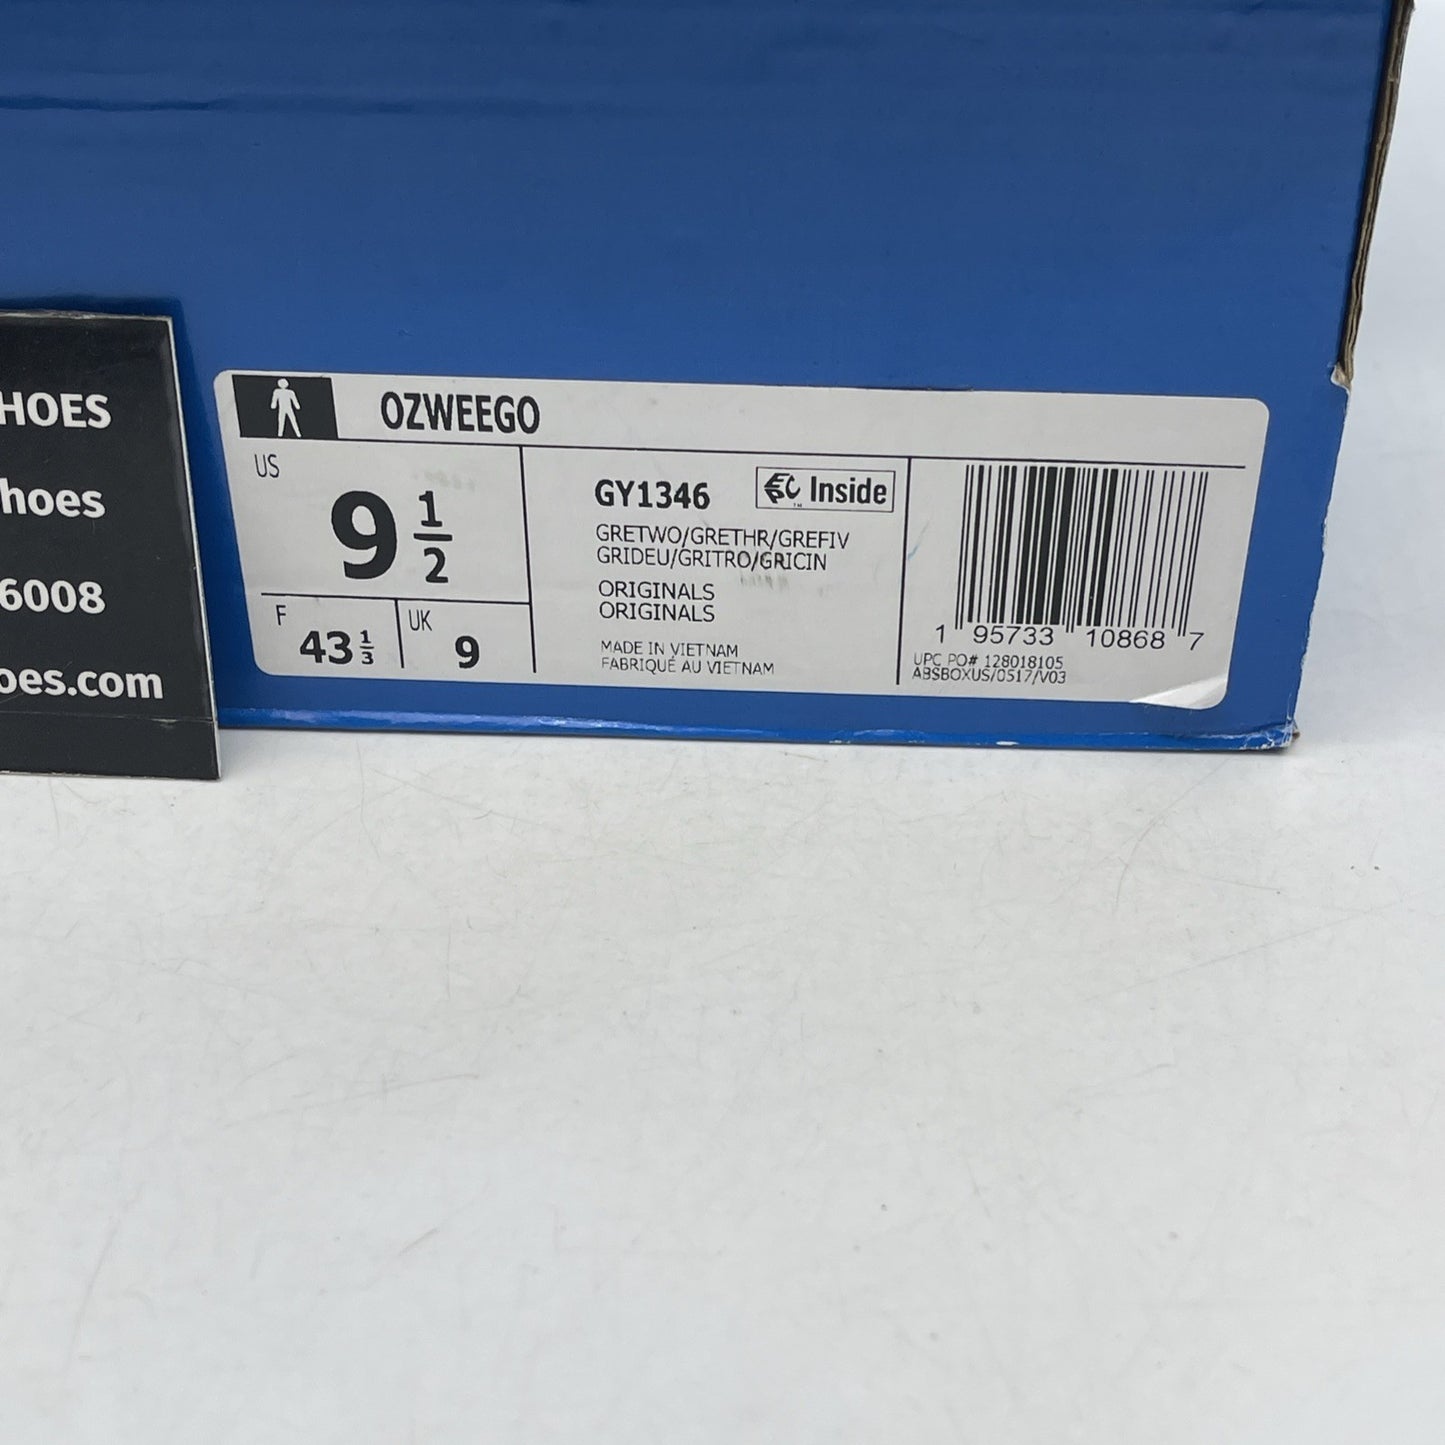 HOES
hoes
6008
oes.com
OZWEEGO
US
9 1/2
F
43 1/3
UK
9
GY1346
Inside
™
GRETWO/GRETHR/GREFIV
GRIDEU/GRITRO/GRICIN
ORIGINALS
ORIGINALS
MADE IN VIETNAM
FABRIQUÉ AU VIETNAM
1 95733 10868 7
UPC PO# 128018105
ABSBOXUS/0517/V03